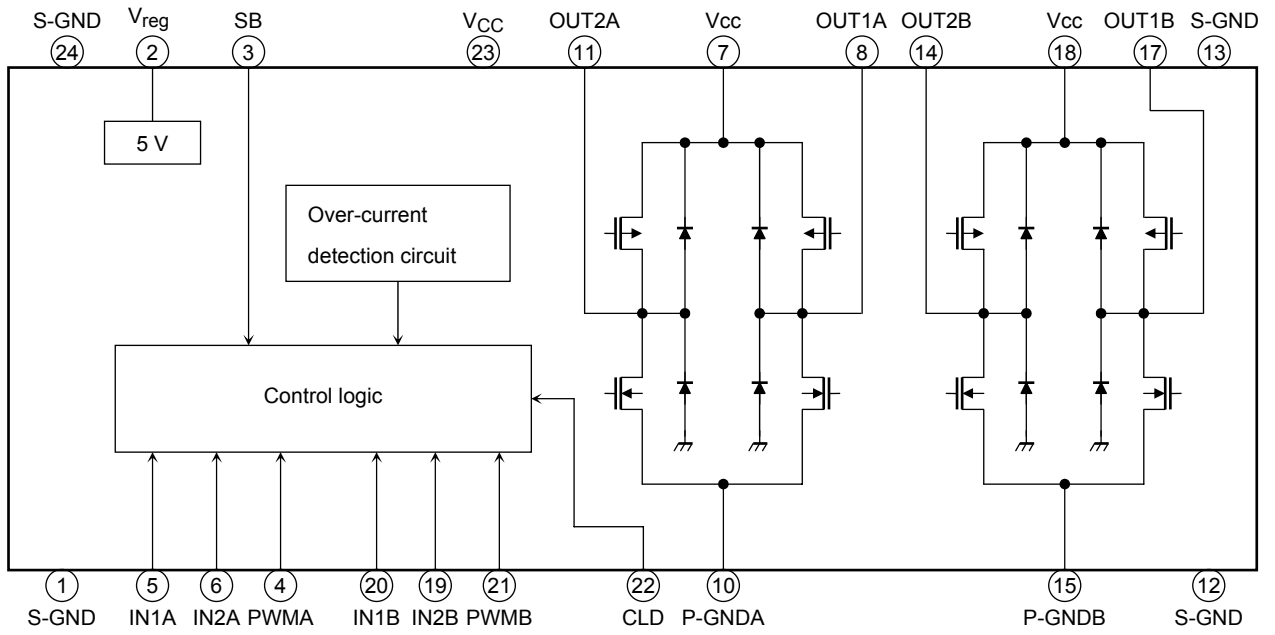 S-GND Vreg SB VCC OUT2A Vcc OUT1A OUT2B Vcc OUT1B S-GND
24 2 3 23 11 7 8 14 18 17 13
5 V
Over-current
detection circuit
Control logic
1 5 6 4 20 19 21 22 10 15 12
S-GND IN1A IN2A PWMA IN1B IN2B PWMB CLD P-GNDA P-GNDB S-GND